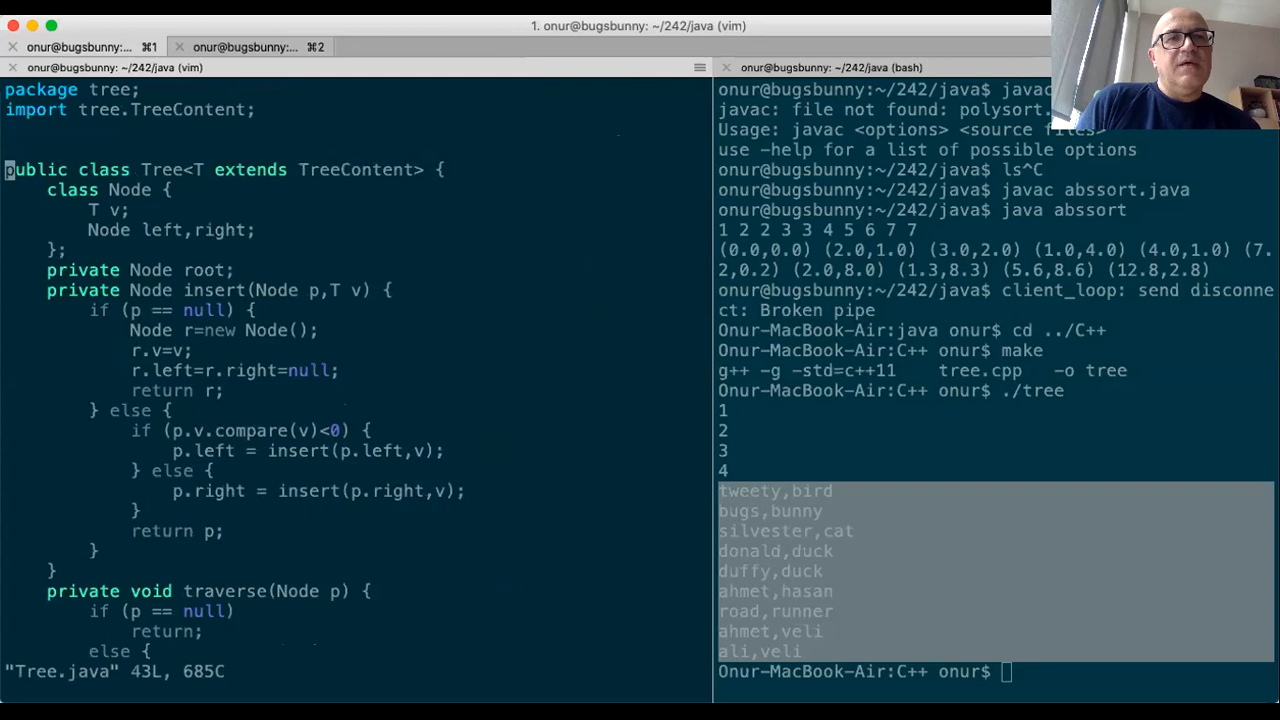 1. onur@bugsbunny: ~/242/java (vim)
onur@bugsbunny:... ⌘1
onur@bugsbunny: ~/... ⌘2
onur@bugsbunny: ~/242/java (vim)
package tree;
import tree.TreeContent;
public class Tree<T extends TreeContent> {
class Node {
T v;
Node left,right;
};
private Node root;
private Node insert(Node p,T v) {
if (p == null) {
Node r=new Node();
r.v=v;
r.left=r.right=null;
return r;
} else {
if (p.v.compare(v)<0) {
p.left = insert(p.left,v);
} else {
p.right = insert(p.right,v);
}
return p;
}
}
private void traverse(Node p) {
if (p == null)
return;
else {
"Tree.java" 43L, 685C
onur@bugsbunny: ~/242/java (bash)
onur@bugsbunny:~/242/java$ javac
javac: file not found: polysort.
Usage: javac <options> <source files>
use -help for a list of possible options
onur@bugsbunny:~/242/java$ ls^C
onur@bugsbunny:~/242/java$ javac abssort.java
onur@bugsbunny:~/242/java$ java abssort
1 2 2 3 3 4 5 6 7 7
(0.0,0.0) (2.0,1.0) (3.0,2.0) (1.0,4.0) (4.0,1.0) (7.
2,0.2) (2.0,8.0) (1.3,8.3) (5.6,8.6) (12.8,2.8)
onur@bugsbunny:~/242/java$ client_loop: send disconne
ct: Broken pipe
Onur-MacBook-Air:java onur$ cd ../C++
Onur-MacBook-Air:C++ onur$ make
g++ -g -std=c++11 tree.cpp -o tree
Onur-MacBook-Air:C++ onur$ ./tree
1
2
3
4
tweety,bird
bugs,bunny
silvester,cat
donald,duck
duffy,duck
ahmet,hasan
road,runner
ahmet,veli
ali,veli
Onur-MacBook-Air:C++ onur$